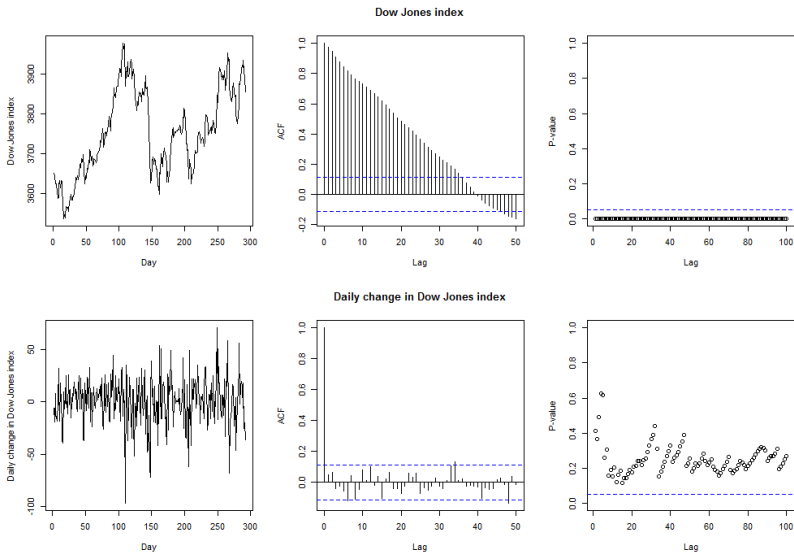 Dow Jones index
Dow Jones index
3600 3700 3800 3900
0 50 100 150 200 250 300
Day
ACF
-0.2 0.0 0.2 0.4 0.6 0.8 1.0
0 10 20 30 40 50
Lag
P-value
0.0 0.2 0.4 0.6 0.8 1.0
0 20 40 60 80 100
Lag
Daily change in Dow Jones index
Daily change in Dow Jones index
-100 -50 0 50
0 50 100 150 200 250 300
Day
ACF
0.0 0.2 0.4 0.6 0.8 1.0
0 10 20 30 40 50
Lag
P-value
0.0 0.2 0.4 0.6 0.8 1.0
0 20 40 60 80 100
Lag